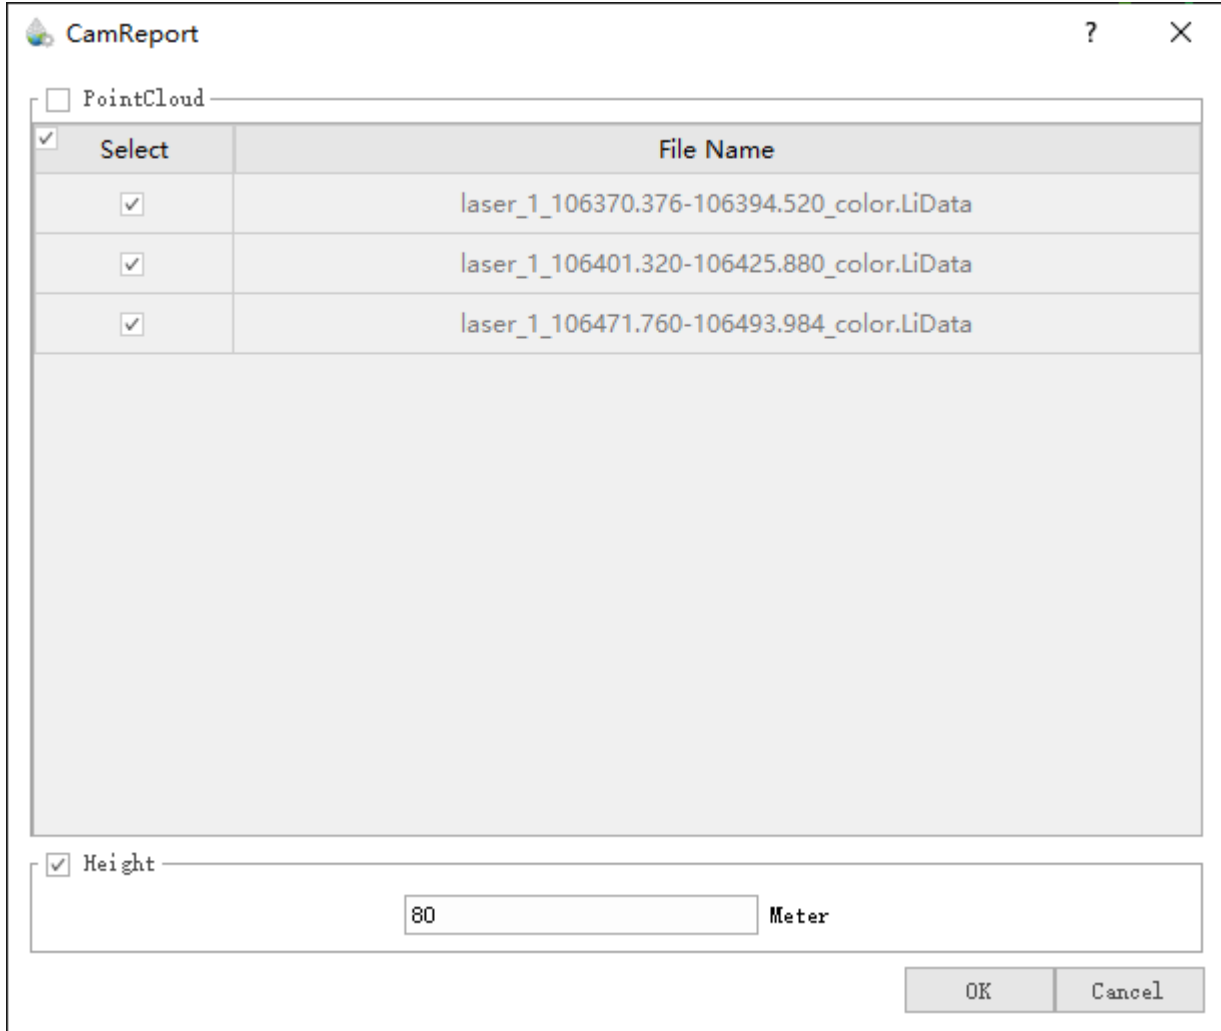 CamReport ?
PointCloud
Select File Name
laser_1_106370.376-106394.520_color.LiData
laser_1_106401.320-106425.880_color.LiData
laser_1_106471.760-106493.984_color.LiData
Height
80 Meter
OK Cancel